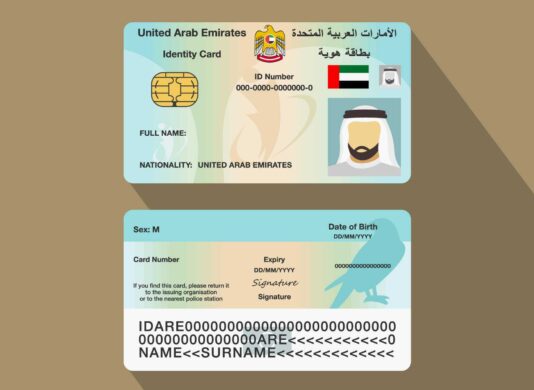 United Arab Emirates
الأمارات العربية المتحدة
Identity Card
بطاقة هوية
ID Number
000-0000-0000000-0
FULL NAME:
NATIONALITY: UNITED ARAB EMIRATES
Sex: M
Date of Birth
DD/MM/YYYY
Card Number
Expiry
000000000000000
DD/MM/YYYY
If you find this card, please return it
to the issuing organisation
or to the nearest police station
Signature
Signature
IDARE00000000000000000000000000
000000000000000ARE<<<<<<<<<<<0
NAME<<SURNAME<<<<<<<<<<<<<